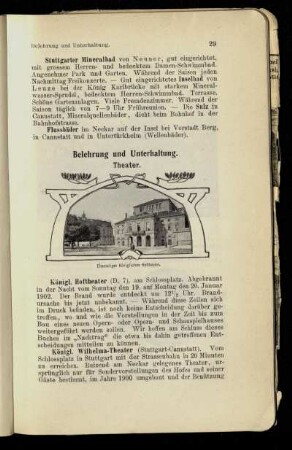 Belehrung und Unterhaltung. 29
Stuttgarter Mineralbad von Neuner, gut eingerichtet,
mit grossem Herren- und bedecktem Damen-Schwimmbad.
Angenehmer Park und Garten. Während der Saison jeden
Nachmittag Freikonzerte. — Gut eingerichtetes Inselbad von
Leuze bei der König Karlbrücke mit starkem Mineral-
wasser-Sprudel, bedecktem Herren-Schwimmbad. Terrasse,
Schöne Gartenanlagen. Viele Fremdenzimmer. Während der
Saison täglich von 7—9 Uhr Frühmusion. — Die Sulz in
Cannstatt, Mineralquellenbäder, dicht beim Bahnhof in der
Bahnhofstrasse.
Flussbäder im Neckar auf der Insel bei Vorstadt Berg,
in Cannstatt und in Untertürkheim (Wellenbäder).
Belehrung und Unterhaltung.
Theater.
Ehemaliges Königliches Hoftheater.
Königl. Hoftheater (D, 7), am Schlossplatz. Abgebrannt
in der Nacht vom Sonntag den 19. auf Montag den 20. Januar
1902. Der Brand wurde entdeckt um 12½ Uhr. Brand-
ursache bis jetzt unbekannt. — Während diese Zeilen sich
im Druck befinden, ist noch keine Entscheidung darüber ge-
troffen, wo und wie die Vorstellungen in der Zeit bis zum
Bau eines neuen Opern- oder und Schauspielhauses
weitergeführt werden sollen. Wir hoffen am Schluss dieses
Buches im „Nachtrag“ die etwa bis dahin getroffenen Ent-
scheidungen mitteilen zu können.
Königl. Wilhelma-Theater (Stuttgart-Cannstatt). Vom
Schlossplatz in Stuttgart mit der Strassenbahn in 20 Minuten
zu erreichen. Reizend am Neckar gelegenes Theater, ur-
sprünglich nur für Sondervorstellungen des Hofes und seiner
Gäste bestimmt, im Jahre 1900 umgebaut und der Benützung